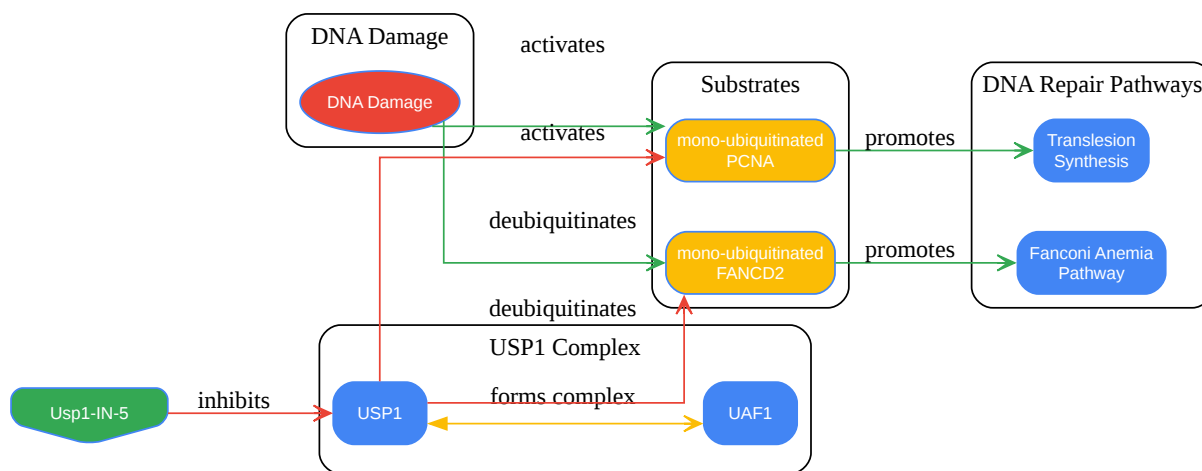 DNA Damage
activates
DNA Damage
Substrates
DNA Repair Pathways
activates
mono-ubiquitinated
PCNA
promotes
Translesion
Synthesis
deubiquitinates
mono-ubiquitinated
FANCD2
promotes
Fanconi Anemia
Pathway
deubiquitinates
USP1 Complex
Usp1-IN-5
inhibits
USP1
forms complex
UAF1